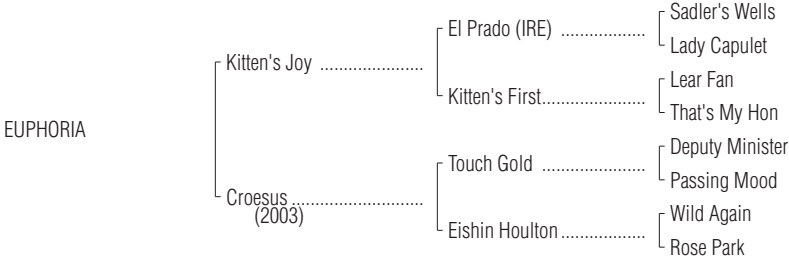 Sadler's Wells
El Prado (IRE) ..................
Lady Capulet
Kitten's Joy ......................
Lear Fan
Kitten's First......................
That's My Hon
EUPHORIA
Deputy Minister
Touch Gold ......................
Passing Mood
Croesus ............................
(2003)
Wild Again
Eishin Houlton..................
Rose Park